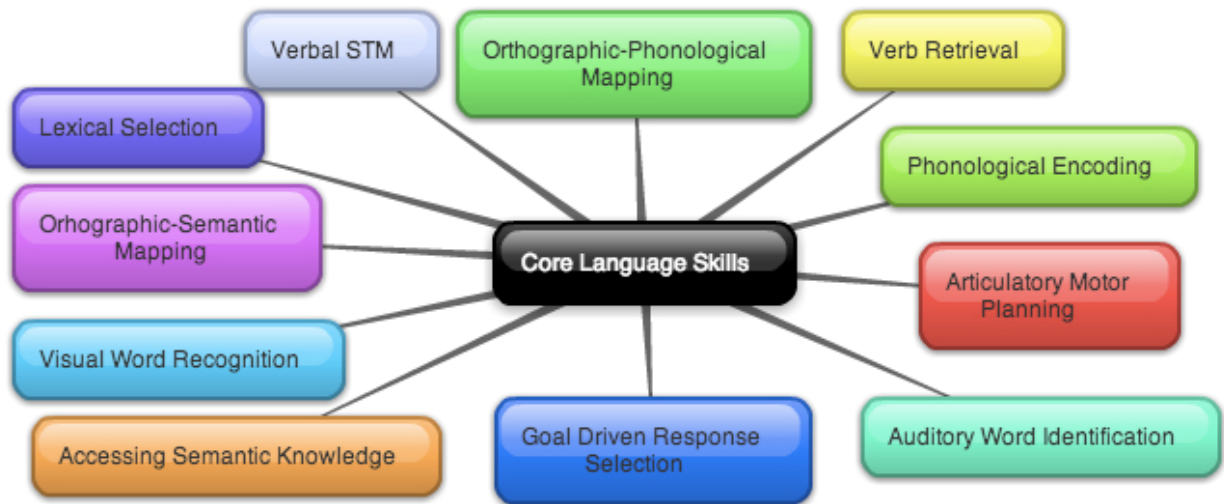 Verbal STM
Orthographic-Phonological
Mapping
Verb Retrieval
Lexical Selection
Phonological Encoding
Orhographic-Semantic
Mapping
Core Language Skills
Articulatory Motor
Planning
Visual Word Recognition
Accessing Semantic Knowledge
Goal Driven Response
Selection
Auditory Word Identification